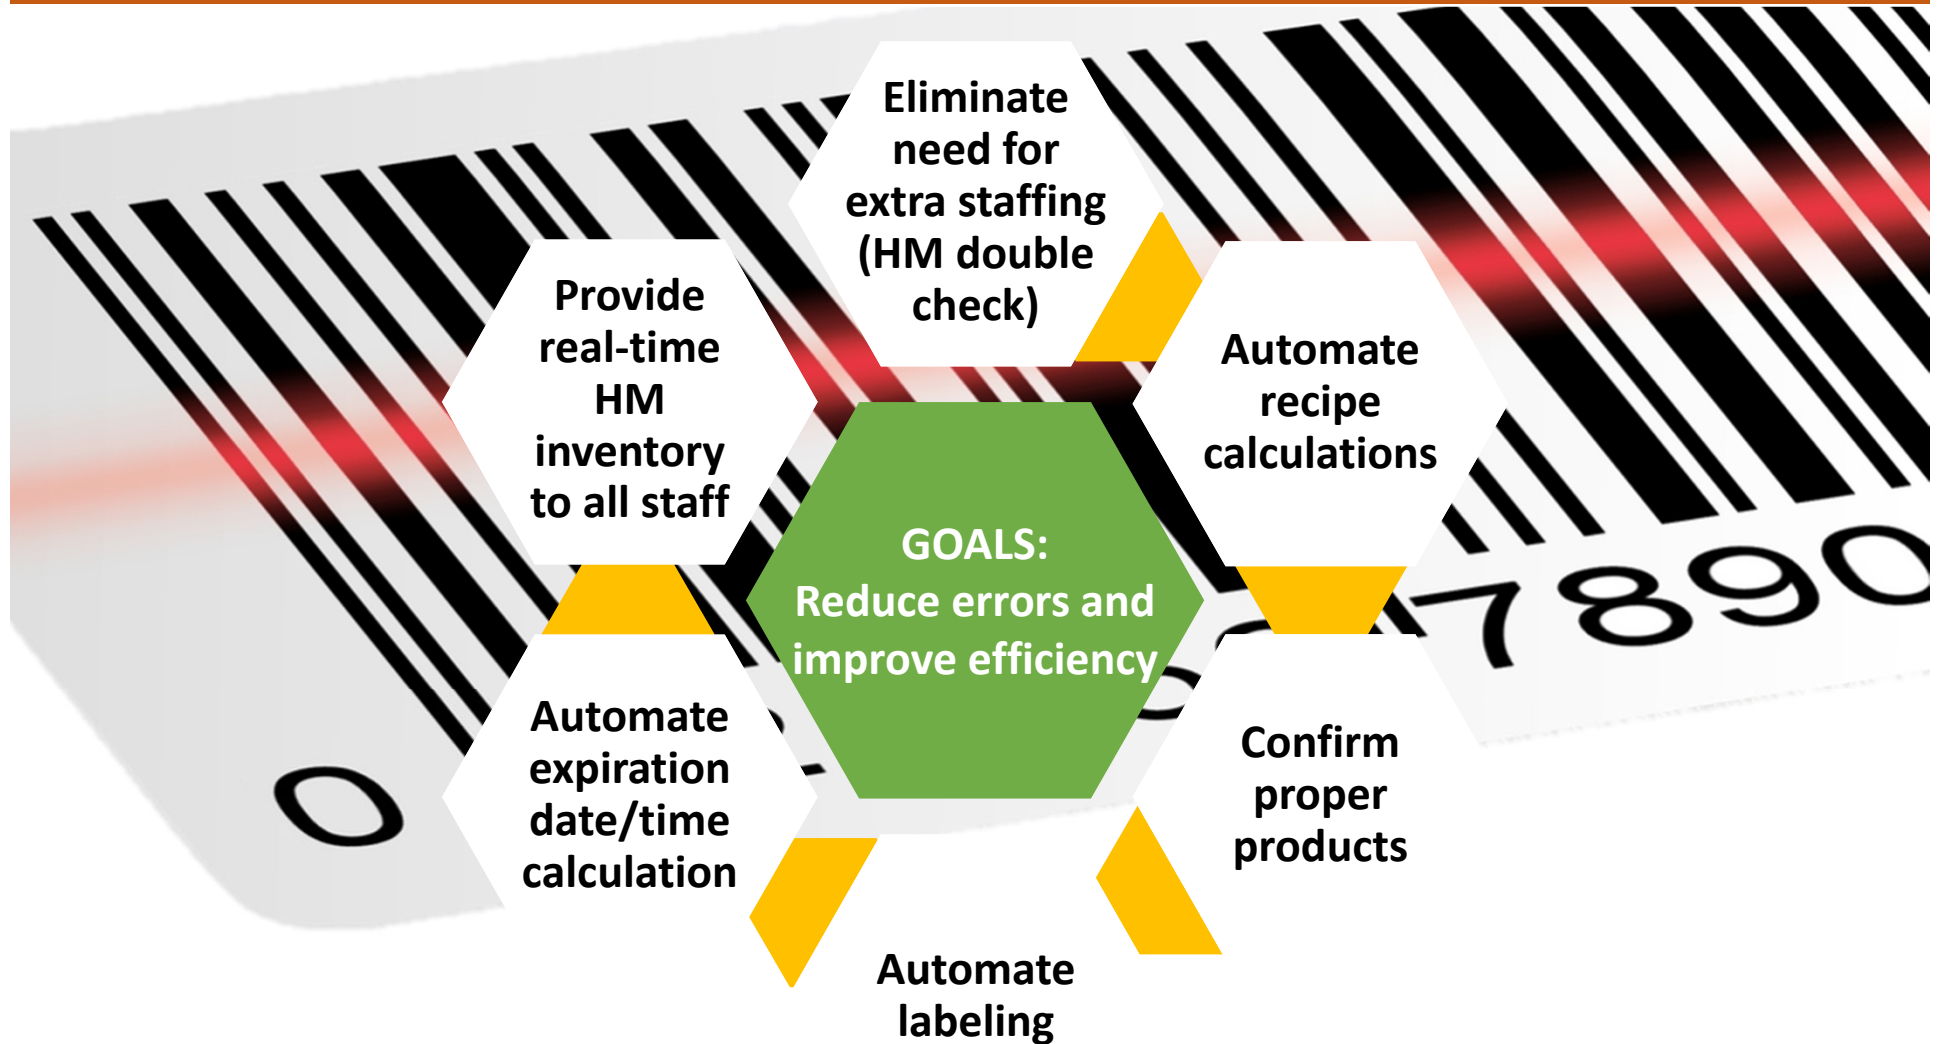 Eliminate
need for
extra staffing
(HM double
check)
Automate
recipe
calculations
Confirm
proper
products
Automate
labeling
Automate
expiration
date/time
calculation
Provide
real-time
HM
inventory
to all staff
GOALS:
Reduce errors and
improve efficiency
0
7890